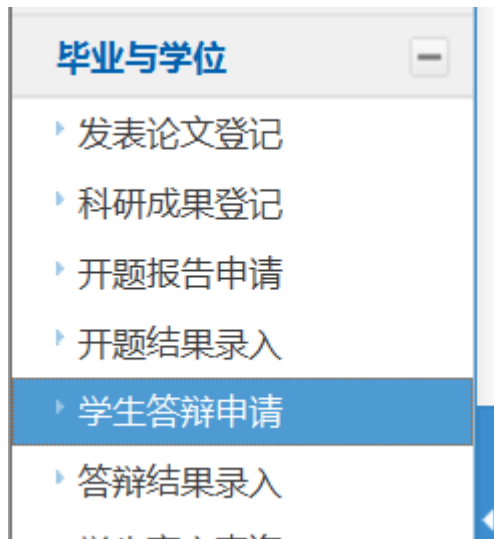 毕业与学位
发表论文登记
科研成果登记
开题报告申请
开题结果录入
学生答辩申请
答辩结果录入